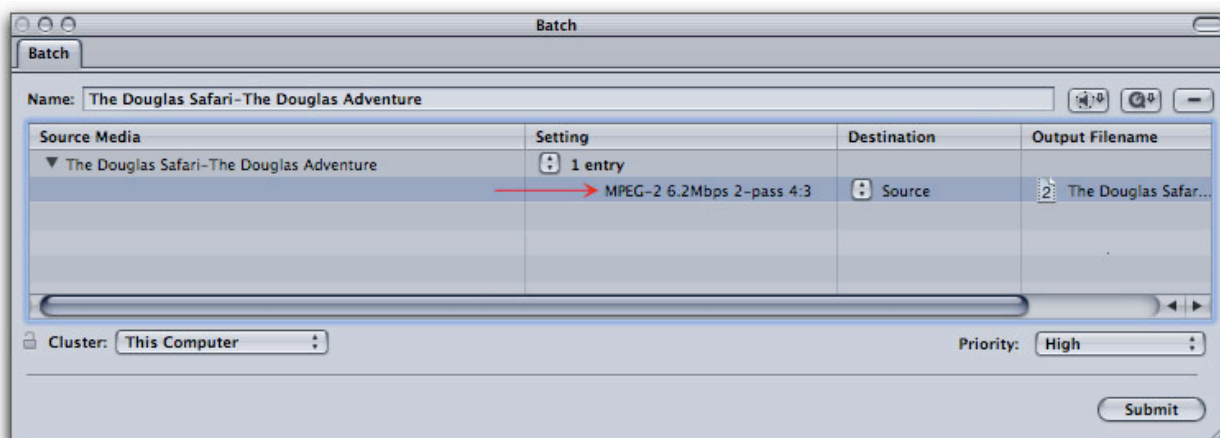 Batch
Batch
Name: The Douglas Safari-The Douglas Adventure
Source Media Setting Destination Output Filename
The Douglas Safari-The Douglas Adventure 1 entry
MPEG-2 6.2Mbps 2-pass 4:3 Source 2 The Douglas Safar...
Cluster: This Computer Priority: High
Submit